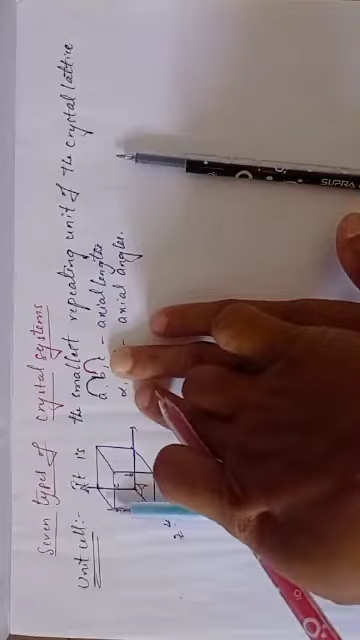 Seven types of crystal systems
Unit cell:- It is the smallest repeating unit of the crystal lattice
a, b, c - axial lengths
α, - axial angles.
SUPRA